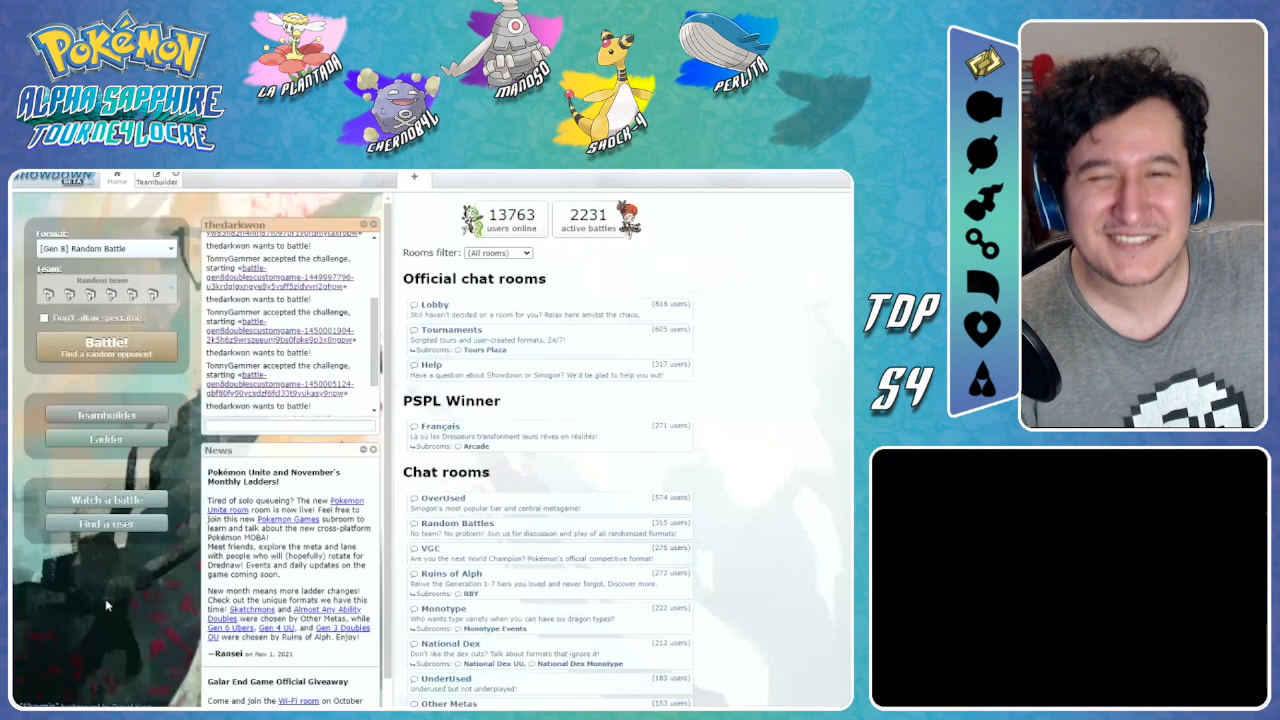 Pokémon
ALPHA SAPPHIRE
TOURNEYLOCKE
LA PLANTADA
CHERNOBYL
MANOSO
SHOCK-4
PERLITA
TOP
S4
SHOWDOWN
BETA
Home
Teambuilder
+
Format:
[Gen 8] Random Battle
Team:
Random team
Don't allow spectators
Battle!
Find a random opponent
Teambuilder
Ladder
Watch a battle
Find a user
thedarkwon
thedarkwon wants to battle!
TonnyGammer accepted the challenge,
starting «battle-
gen8doublescustomgame-1449997796-
thedarkwon wants to battle!
TonnyGammer accepted the challenge,
starting «battle-
gen8doublescustomgame-1450001904-
thedarkwon wants to battle!
TonnyGammer accepted the challenge,
starting «battle-
gen8doublescustomgame-1450005124-
thedarkwon wants to battle!
News
Pokémon Unite and November's
Monthly Ladders!
Tired of solo queueing? The new Pokemon
Unite room room is now live! Feel free to
join this new Pokemon Games subroom to
learn and talk about the new cross-platform
Pokémon MOBA!
Meet friends, explore the meta and lane
with people who will (hopefully) rotate for
Drednaw! Events and daily updates on the
game coming soon.
New month means more ladder changes!
Check out the unique formats we have this
time! Sketchmons and Almost Any Ability
Doubles were chosen by Other Metas, while
Gen 6 Ubers, Gen 4 UU, and Gen 3 Doubles
OU were chosen by Ruins of Alph. Enjoy!
—Ransei on Nov 1, 2021
Galar End Game Official Giveaway
Come and join the Wi-Fi room on October
13763
users online
2231
active battles
Rooms filter: (All rooms)
Official chat rooms
Lobby (818 users)
Still haven't decided on a room for you? Relax here amidst the chaos.
Tournaments (605 users)
Scripted tours and user-created formats, 24/7!
Subrooms: Tours Plaza
Help (317 users)
Have a question about Showdown or Smogon? We'd be glad to help you out!
PSPL Winner
Français (271 users)
Là où les Dresseurs transforment leurs rêves en réalités!
Subrooms: Arcade
Chat rooms
OverUsed (574 users)
Smogon's most popular tier and central metagame!
Random Battles (315 users)
No team? No problem! Join us for discussion and play of all randomized formats!
VGC (275 users)
Are you the next World Champion? Pokémon's official competitive format!
Ruins of Alph (272 users)
Relive the Generation 1-7 tiers you loved and never forgot, Discover more.
Subrooms: RBY
Monotype (222 users)
Who wants type variety when you can have six dragon types?
Subrooms: Monotype Events
National Dex (212 users)
Don't like the dex cuts? Talk about formats that ignore it!
Subrooms: National Dex UU, National Dex Monotype
UnderUsed (183 users)
Underused but not underplayed!
Other Metas (153 users)